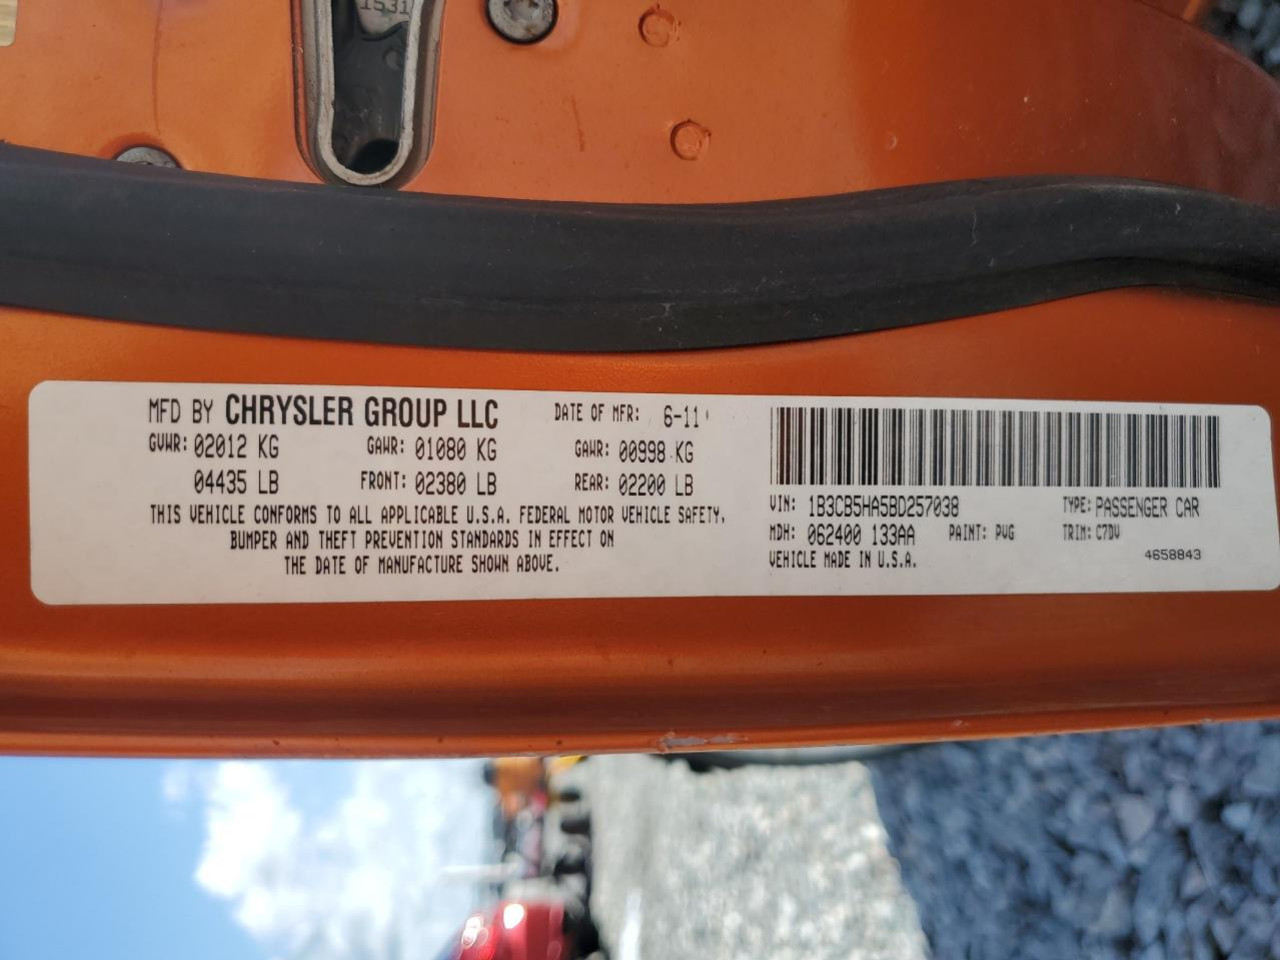 1531
MFD BY CHRYSLER GROUP LLC DATE OF MFR: 6-11
GVWR: 02012 KG GAWR: 01080 KG GAWR: 00998 KG
04435 LB FRONT: 02380 LB REAR: 02200 LB
THIS VEHICLE CONFORMS TO ALL APPLICABLE U.S.A. FEDERAL MOTOR VEHICLE SAFETY.
BUMPER AND THEFT PREVENTION STANDARDS IN EFFECT ON
THE DATE OF MANUFACTURE SHOWN ABOVE.
VIN: 1B3CB5HA5BD257038 TYPE: PASSENGER CAR
MDH: 062400 133AA PAINT: PVG TRIM: C7DV
VEHICLE MADE IN U.S.A. 4658843